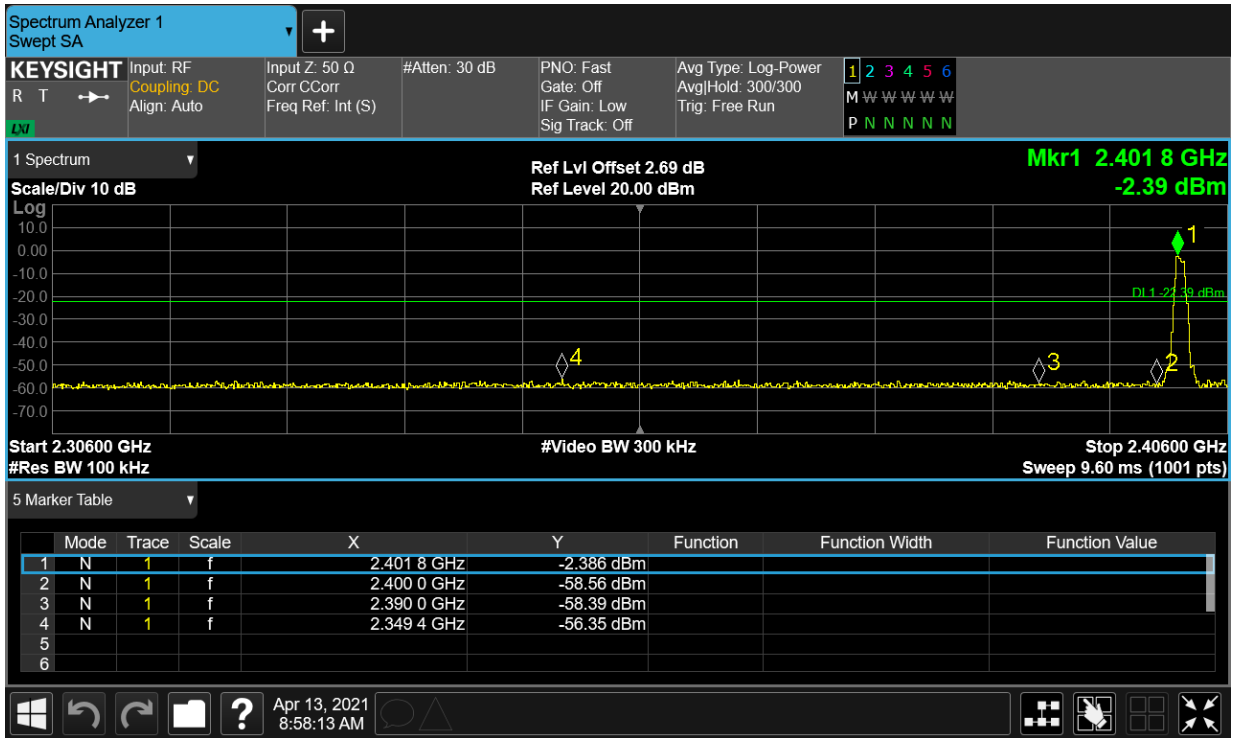 Spectrum Analyzer 1
Swept SA
+
KEYSIGHT
R T
LXI
Input: RF
Coupling: DC
Align: Auto
Input Z: 50 Ω
Corr CCorr
Freq Ref: Int (S)
#Atten: 30 dB
PNO: Fast
Gate: Off
IF Gain: Low
Sig Track: Off
Avg Type: Log-Power
Avg|Hold: 300/300
Trig: Free Run
1 2 3 4 5 6
M W W W W W
P N N N N N
1 Spectrum
Scale/Div 10 dB
Ref Lvl Offset 2.69 dB
Ref Level 20.00 dBm
Mkr1 2.401 8 GHz
-2.39 dBm
Log
10.0
0.00
-10.0
-20.0
-30.0
-40.0
-50.0
-60.0
-70.0
1
DL1 -22.39 dBm
4
3
2
Start 2.30600 GHz
#Video BW 300 kHz
Stop 2.40600 GHz
#Res BW 100 kHz
Sweep 9.60 ms (1001 pts)
5 Marker Table
Mode Trace Scale X Y Function Function Width Function Value
1 N 1 f 2.401 8 GHz -2.386 dBm
2 N 1 f 2.400 0 GHz -58.56 dBm
3 N 1 f 2.390 0 GHz -58.39 dBm
4 N 1 f 2.349 4 GHz -56.35 dBm
5
6
?
Apr 13, 2021
8:58:13 AM